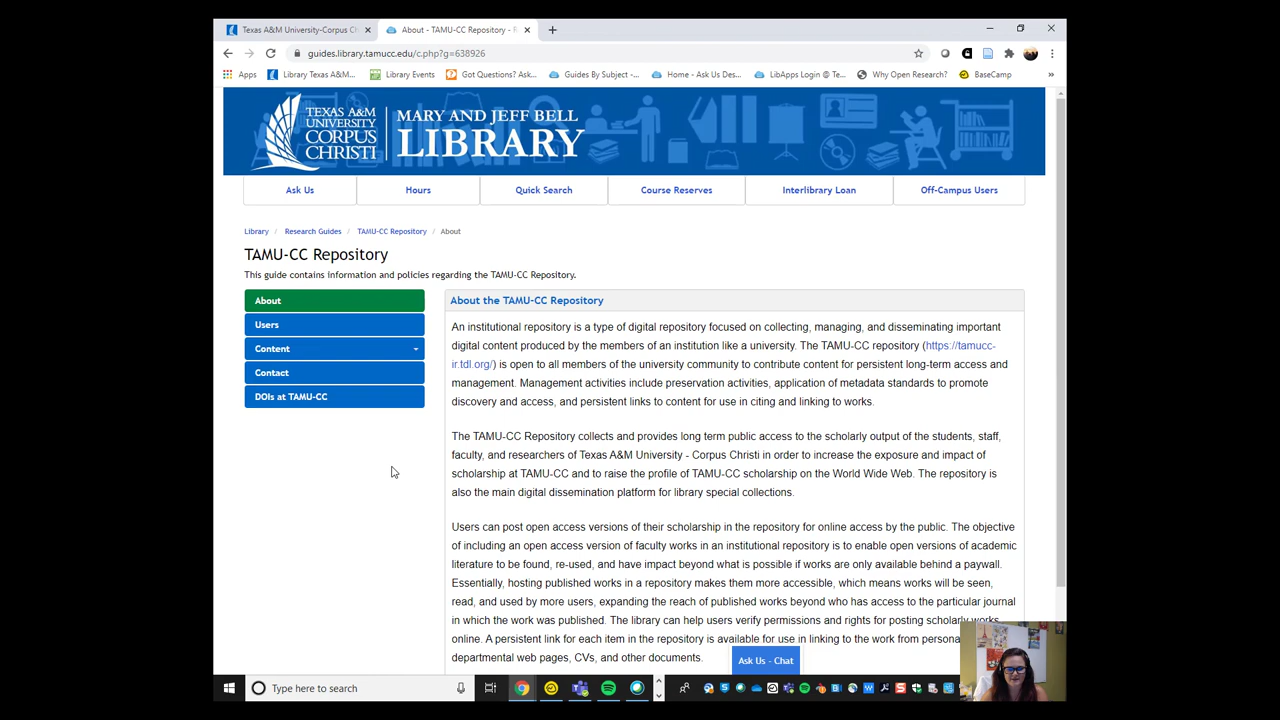 Texas A&M University-Corpus Ch
About - TAMU-CC Repository - R
guides.library.tamucc.edu/c.php?g=638926
Apps
Library Texas A&M...
Library Events
Got Questions? Ask...
Guides By Subject -...
Home - Ask Us Des...
LibApps Login @ Te...
Why Open Research?
BaseCamp
TEXAS A&M UNIVERSITY CORPUS CHRISTI
MARY AND JEFF BELL
LIBRARY
Ask Us
Hours
Quick Search
Course Reserves
Interlibrary Loan
Off-Campus Users
Library / Research Guides / TAMU-CC Repository / About
TAMU-CC Repository
This guide contains information and policies regarding the TAMU-CC Repository.
About
Users
Content
Contact
DOIs at TAMU-CC
About the TAMU-CC Repository
An institutional repository is a type of digital repository focused on collecting, managing, and disseminating important
digital content produced by the members of an institution like a university. The TAMU-CC repository (https://tamucc-
ir.tdl.org/) is open to all members of the university community to contribute content for persistent long-term access and
management. Management activities include preservation activities, application of metadata standards to promote
discovery and access, and persistent links to content for use in citing and linking to works.
The TAMU-CC Repository collects and provides long term public access to the scholarly output of the students, staff,
faculty, and researchers of Texas A&M University - Corpus Christi in order to increase the exposure and impact of
scholarship at TAMU-CC and to raise the profile of TAMU-CC scholarship on the World Wide Web. The repository is
also the main digital dissemination platform for library special collections.
Users can post open access versions of their scholarship in the repository for online access by the public. The objective
of including an open access version of faculty works in an institutional repository is to enable open versions of academic
literature to be found, re-used, and have impact beyond what is possible if works are only available behind a paywall.
Essentially, hosting published works in a repository makes them more accessible, which means works will be seen,
read, and used by more users, expanding the reach of published works beyond who has access to the particular journal
in which the work was published. The library can help users verify permissions and rights for posting scholarly works
online. A persistent link for each item in the repository is available for use in linking to the work from persona
departmental web pages, CVs, and other documents.
Ask Us - Chat
Type here to search